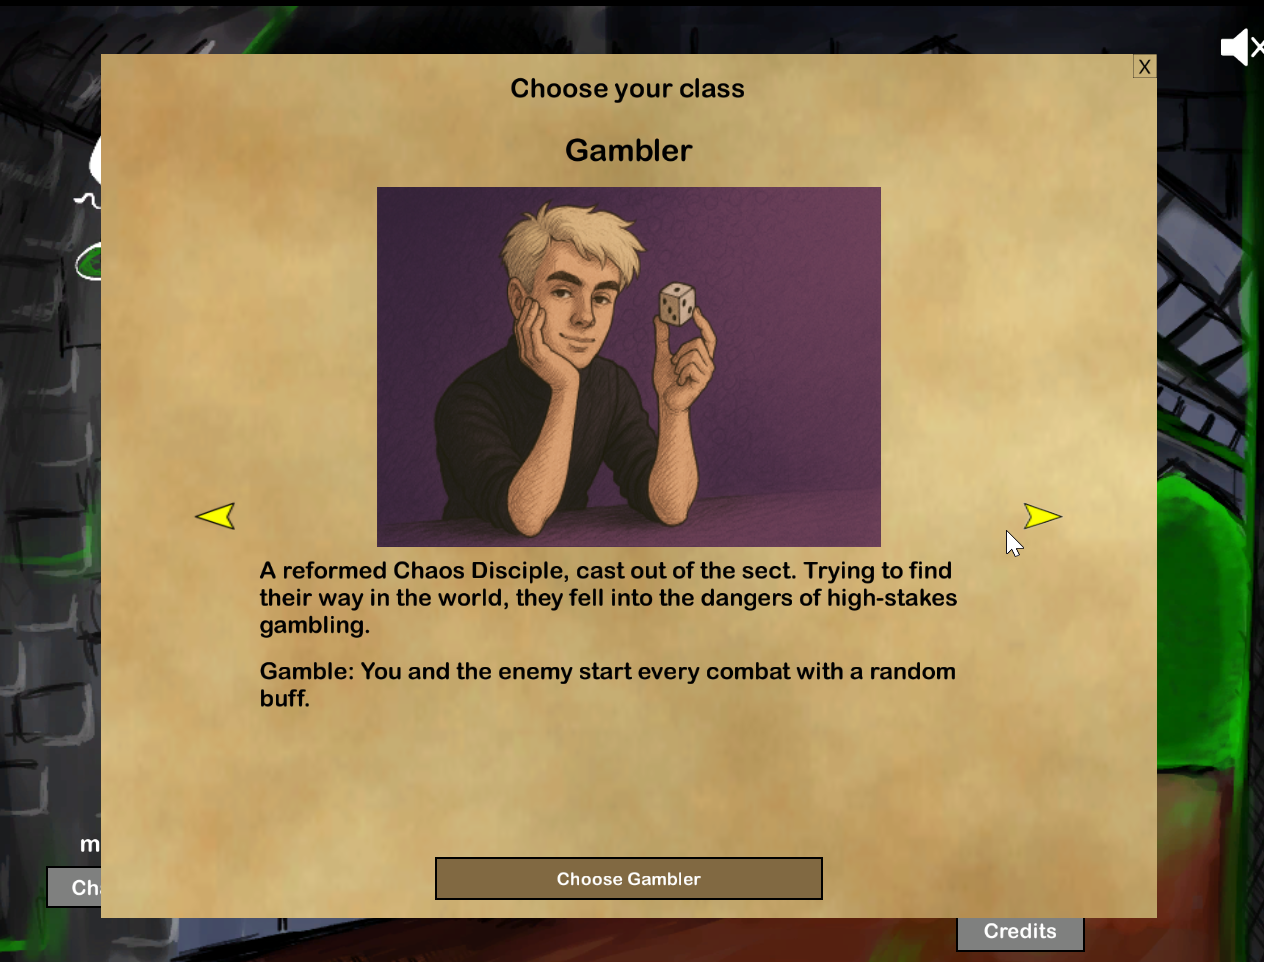 X
Choose your class
Gambler
A reformed Chaos Disciple, cast out of the sect. Trying to find
their way in the world, they fell into the dangers of high-stakes
gambling.
Gamble: You and the enemy start every combat with a random
buff.
Choose Gambler
Credits